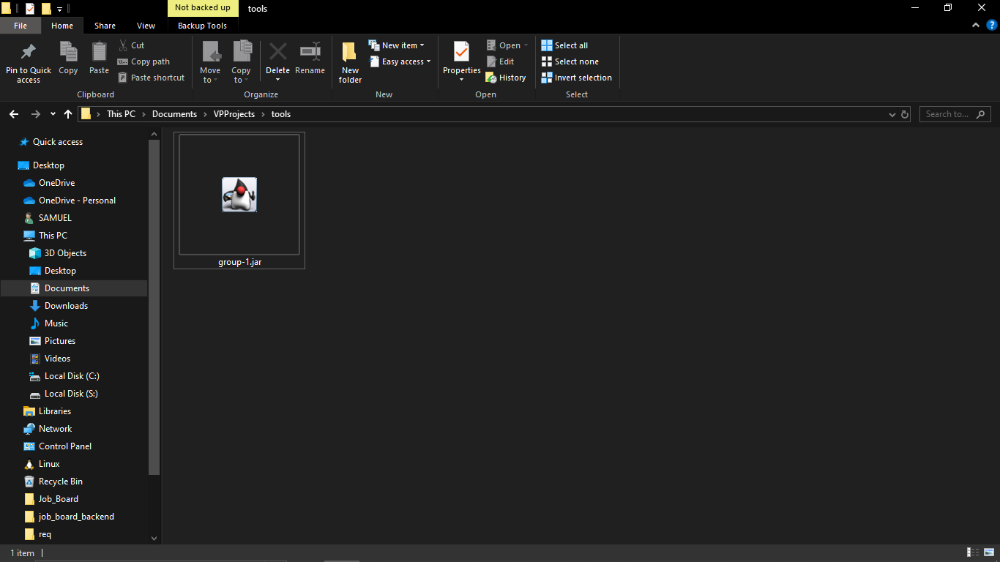 Not backed up
tools
File
Home
Share
View
Backup Tools
Pin to Quick
access
Copy
Paste
Cut
Copy path
Paste shortcut
Clipboard
Move
to
Copy
to
Delete
Rename
Organize
New
folder
New item
Easy access
New
Properties
Open
Edit
History
Open
Select all
Select none
Invert selection
Select
This PC
Documents
VPProjects
tools
Search to...
Quick access
Desktop
OneDrive
OneDrive - Personal
SAMUEL
This PC
3D Objects
Desktop
Documents
Downloads
Music
Pictures
Videos
Local Disk (C:)
Local Disk (S:)
Libraries
Network
Control Panel
Linux
Recycle Bin
Job_Board
job_board_backend
req
group-1.jar
1 item